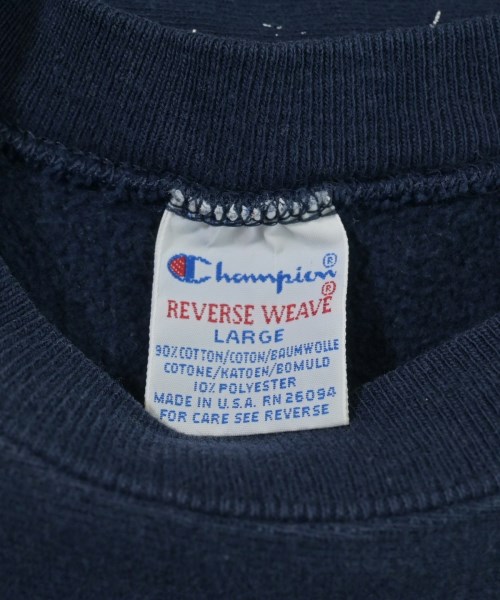 Champion®
REVERSE WEAVE®
LARGE
90% COTTON/COTON/BAUMWOLLE
COTONE/KATOEN/BOMULD
10% POLYESTER
MADE IN U.S.A. RN 26094
FOR CARE SEE REVERSE